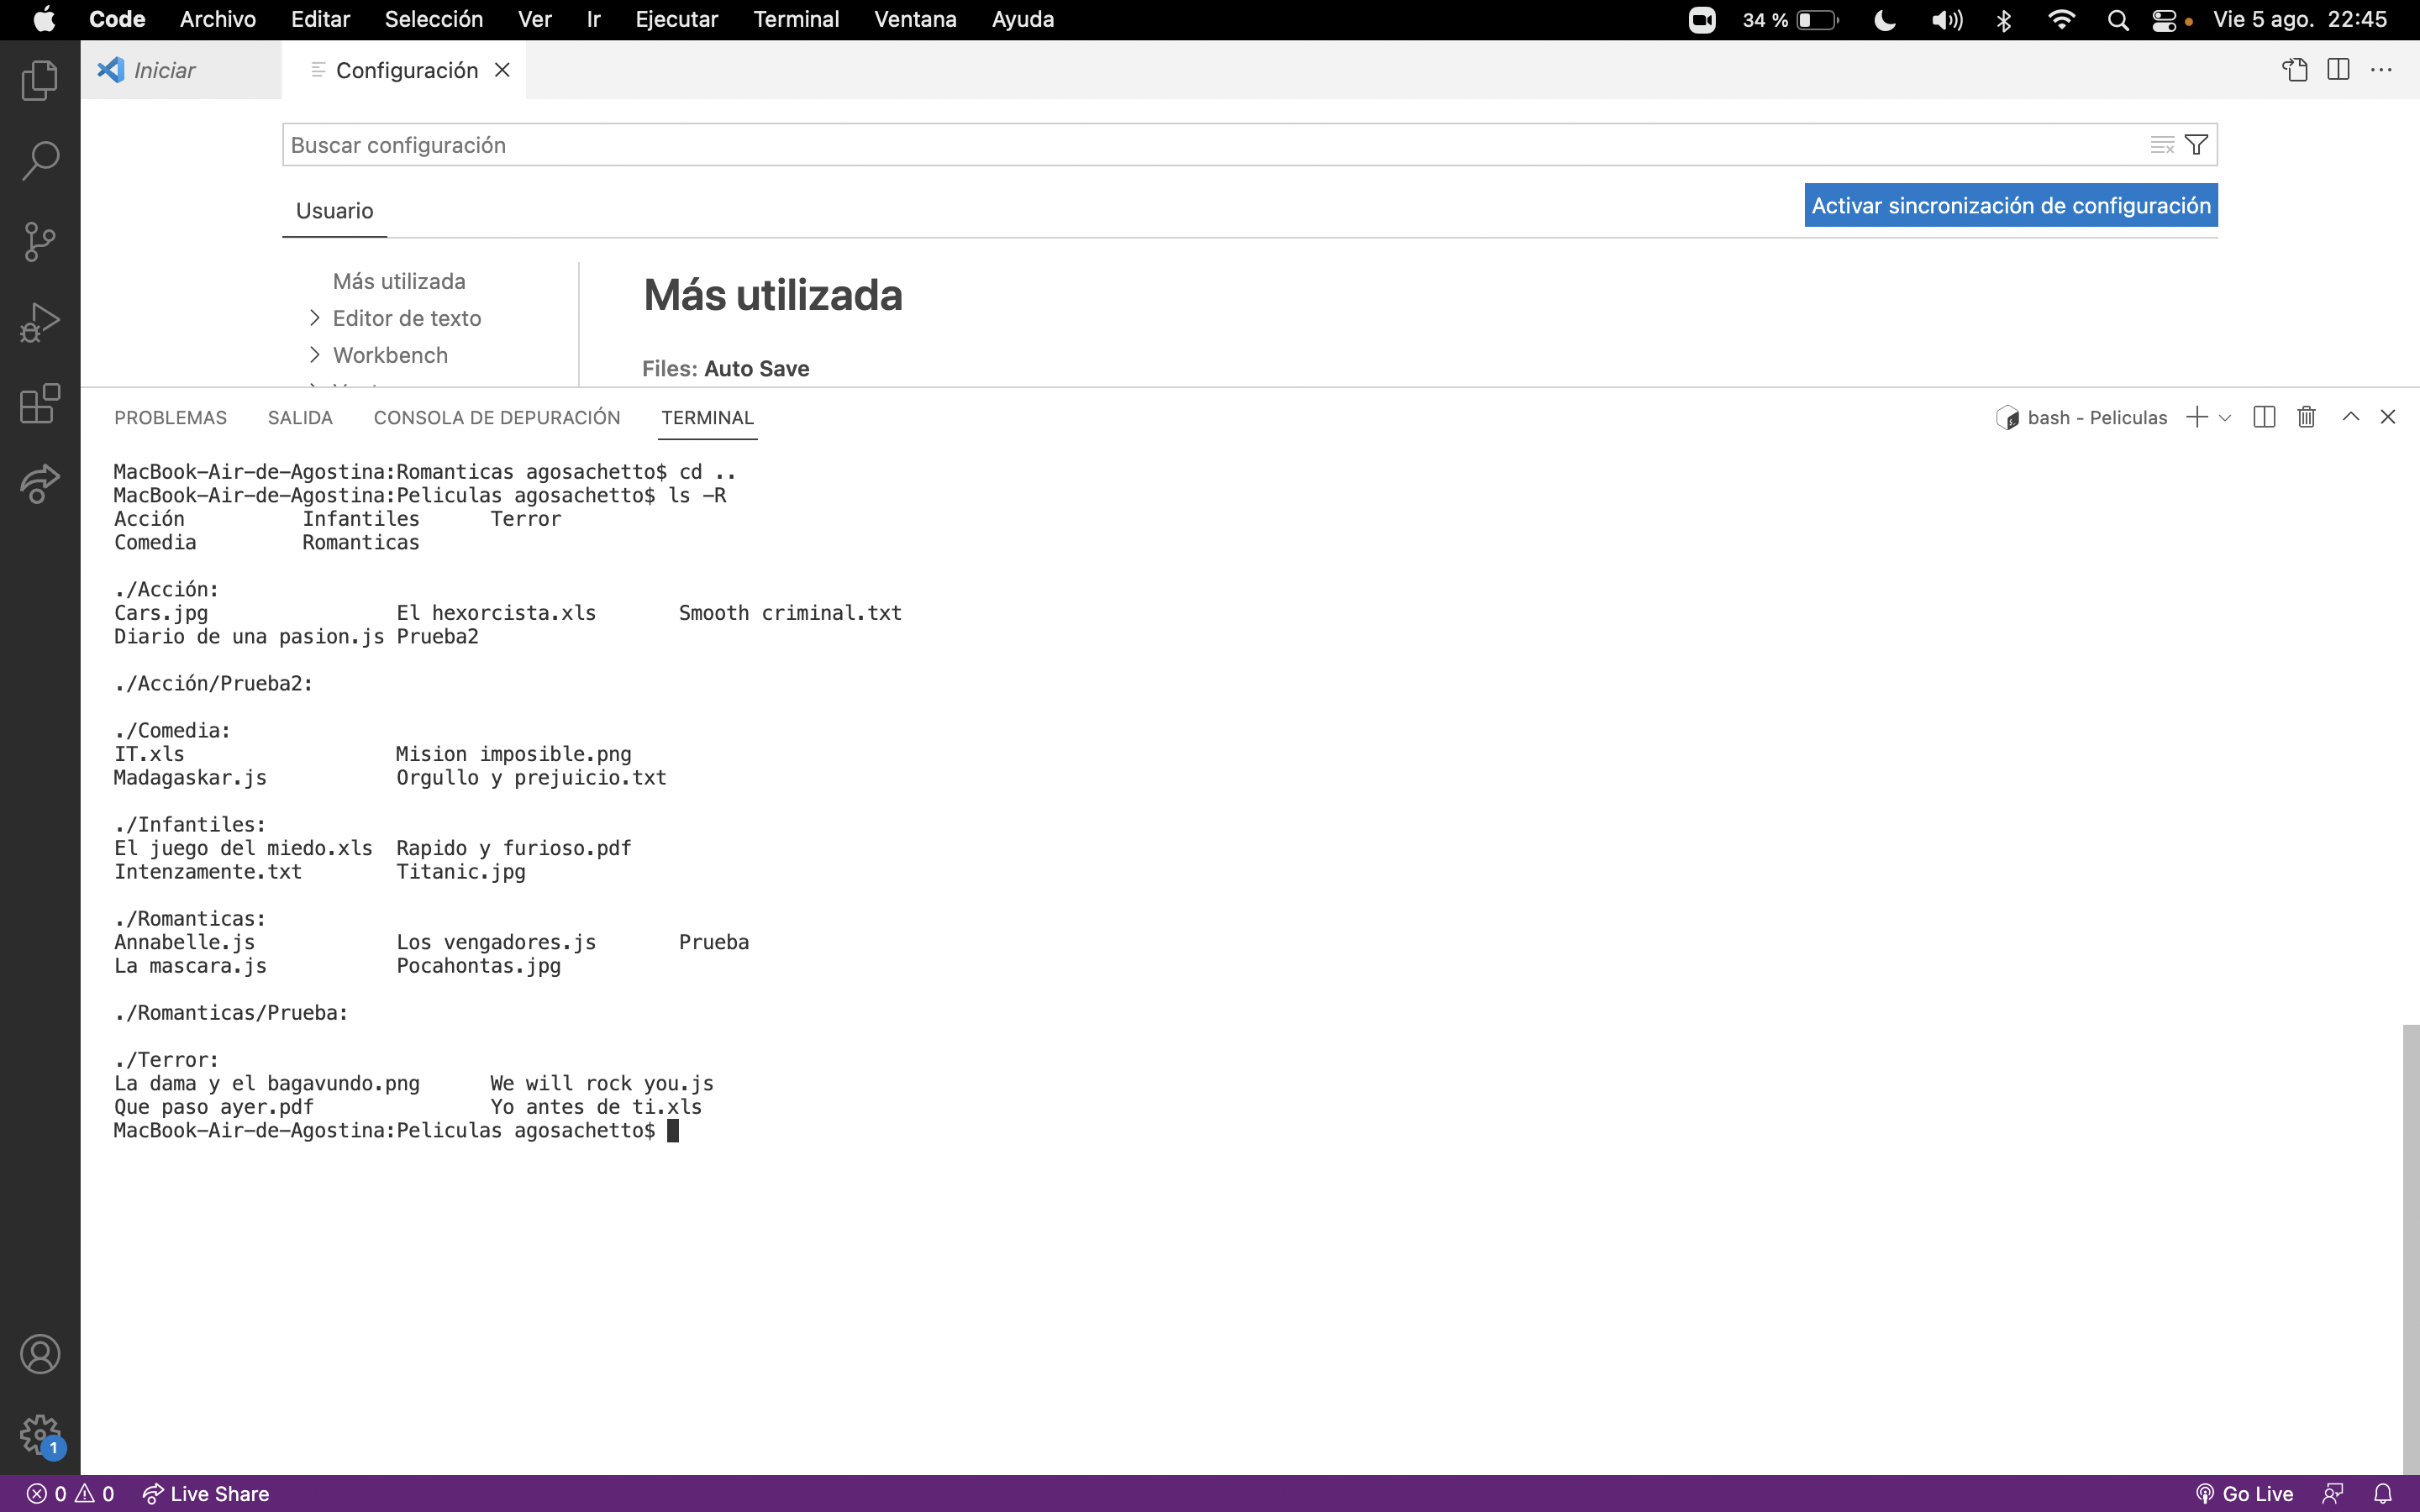 Code Archivo Editar Selección Ver Ir Ejecutar Terminal Ventana Ayuda 34 % Vie 5 ago. 22:45
Iniciar Configuración
Buscar configuración
Usuario Activar sincronización de configuración
Más utilizada
Editor de texto
Workbench
Más utilizada
Files: Auto Save
PROBLEMAS SALIDA CONSOLA DE DEPURACIÓN TERMINAL bash - Peliculas
MacBook-Air-de-Agostina:Romanticas agosachetto$ cd ..
MacBook-Air-de-Agostina:Peliculas agosachetto$ ls -R
Acción Infantiles Terror
Comedia Romanticas
./Acción:
Cars.jpg El hexorcista.xls Smooth criminal.txt
Diario de una pasion.js Prueba2
./Acción/Prueba2:
./Comedia:
IT.xls Mision imposible.png
Madagaskar.js Orgullo y prejuicio.txt
./Infantiles:
El juego del miedo.xls Rapido y furioso.pdf
Intenzamente.txt Titanic.jpg
./Romanticas:
Annabelle.js Los vengadores.js Prueba
La mascara.js Pocahontas.jpg
./Romanticas/Prueba:
./Terror:
La dama y el bagavundo.png We will rock you.js
Que paso ayer.pdf Yo antes de ti.xls
MacBook-Air-de-Agostina:Peliculas agosachetto$
1
0 0 Live Share Go Live